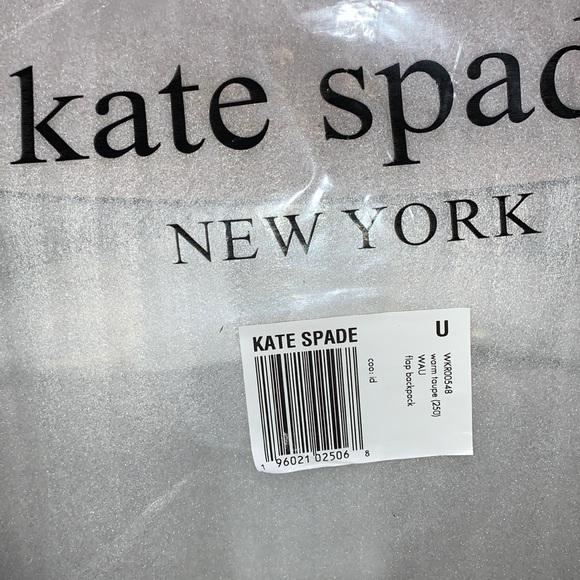 kate spad
NEW YORK
KATE SPADE
U
1 96021 02506 8
coo: id
WKR00548
warm taupe (250)
WAU
flap backpack